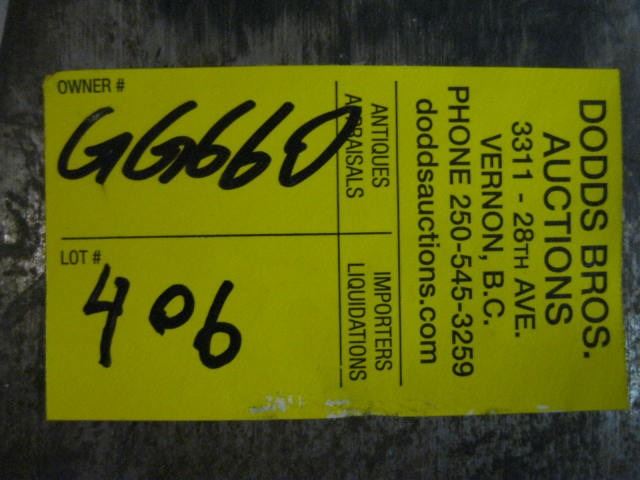 DODDS BROS.
AUCTIONS
3311 - 28TH AVE.
VERNON, B.C.
PHONE 250-545-3259
doddsauctions.com
ANTIQUES
APPRAISALS
IMPORTERS
LIQUIDATIONS
OWNER #
GG660
LOT #
406